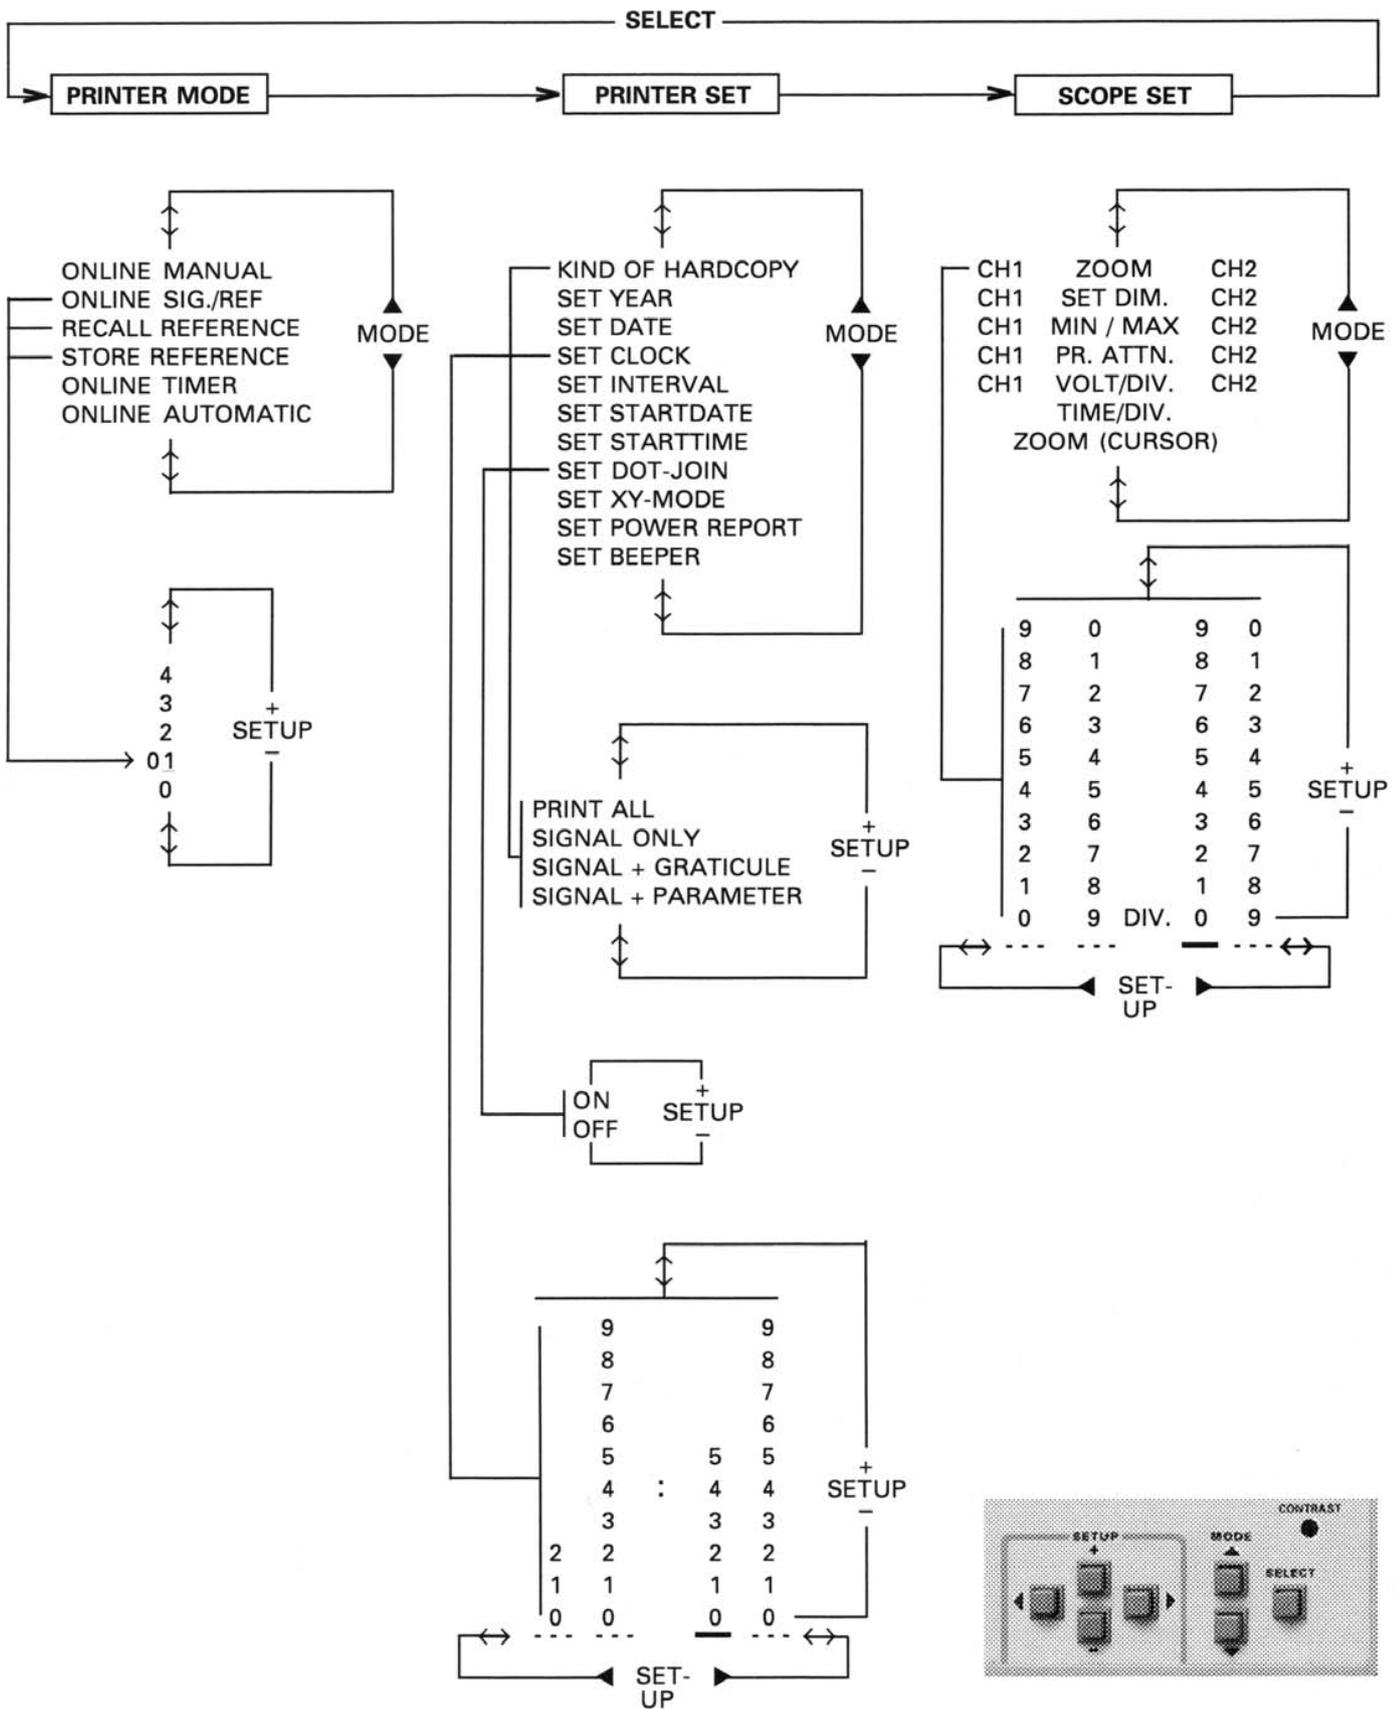 SELECT
PRINTER MODE
PRINTER SET
SCOPE SET
ONLINE MANUAL
ONLINE SIG./REF
RECALL REFERENCE
STORE REFERENCE
ONLINE TIMER
ONLINE AUTOMATIC
MODE
4
3
2
01
0
+
SETUP
–
KIND OF HARDCOPY
SET YEAR
SET DATE
SET CLOCK
SET INTERVAL
SET STARTDATE
SET STARTTIME
SET DOT-JOIN
SET XY-MODE
SET POWER REPORT
SET BEEPER
MODE
PRINT ALL
SIGNAL ONLY
SIGNAL + GRATICULE
SIGNAL + PARAMETER
+
SETUP
–
ON
OFF
+
SETUP
–
9 9
8 8
7 7
6 6
5 5 5
4 : 4 4
3 3 3
2 2 2 2
1 1 1 1
0 0 0 0
+
SETUP
–
SET-
UP
CH1 ZOOM CH2
CH1 SET DIM. CH2
CH1 MIN / MAX CH2
CH1 PR. ATTN. CH2
CH1 VOLT/DIV. CH2
TIME/DIV.
ZOOM (CURSOR)
MODE
9 0 9 0
8 1 8 1
7 2 7 2
6 3 6 3
5 4 5 4
4 5 4 5
3 6 3 6
2 7 2 7
1 8 1 8
0 9 DIV. 0 9
+
SETUP
–
SET-
UP
CONTRAST
SETUP
+
–
MODE
SELECT